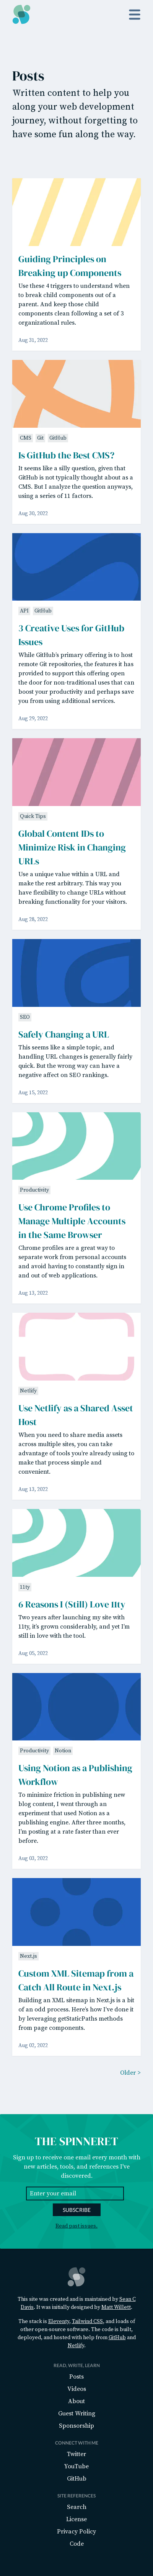 Posts
Written content to help you
along your web development
journey, without forgetting to
have some fun along the way.
Guiding Principles on
Breaking up Components
Use these 4 triggers to understand when
to break child components out of a
parent. And keep those child
components clean following a set of 3
organizational rules.
Aug 31, 2022
CMS Git GitHub
Is GitHub the Best CMS?
It seems like a silly question, given that
GitHub is not typically thought about as a
CMS. But I analyze the question anyways,
using a series of 11 factors.
Aug 30, 2022
API GitHub
3 Creative Uses for GitHub
Issues
While GitHub's primary offering is to host
remote Git repositories, the features it has
provided to support this offering open
the door for non-traditional uses that can
boost your productivity and perhaps save
you from using additional services.
Aug 29, 2022
Quick Tips
Global Content IDs to
Minimize Risk in Changing
URLs
Use a unique value within a URL and
make the rest arbitrary. This way you
have flexibility to change URLs without
breaking functionality for your visitors.
Aug 28, 2022
SEO
Safely Changing a URL
This seems like a simple topic, and
handling URL changes is generally fairly
quick. But the wrong way can have a
negative affect on SEO rankings.
Aug 15, 2022
Productivity
Use Chrome Profiles to
Manage Multiple Accounts
in the Same Browser
Chrome profiles are a great way to
separate work from personal accounts
and avoid having to constantly sign in
and out of web applications.
Aug 13, 2022
Netlify
Use Netlify as a Shared Asset
Host
When you need to share media assets
across multiple sites, you can take
advantage of tools you're already using to
make that process simple and
convenient.
Aug 13, 2022
11ty
6 Reasons I (Still) Love 11ty
Two years after launching my site with
11ty, it's grown considerably, and yet I'm
still in love with the tool.
Aug 05, 2022
Productivity Notion
Using Notion as a Publishing
Workflow
To minimize friction in publishing new
blog content, I went through an
experiment that used Notion as a
publishing engine. After three months,
I'm posting at a rate faster than ever
before.
Aug 03, 2022
Next.js
Custom XML Sitemap from a
Catch All Route in Next.js
Building an XML sitemap in Next.js is a bit
of an odd process. Here's how I've done it
by leveraging getStaticPaths methods
from page components.
Aug 02, 2022
Older >
THE SPINNERET
Sign up to receive one email every month with
new articles, tools, and references I've
discovered.
Enter your email
SUBSCRIBE
Read past issues.
This site was created and is maintained by Sean C
Davis. It was initially designed by Matt Willett.
The stack is Eleventy, Tailwind CSS, and loads of
other open-source software. The code is built,
deployed, and hosted with help from GitHub and
Netlify.
READ, WRITE, LEARN
Posts
Videos
About
Guest Writing
Sponsorship
CONNECT WITH ME
Twitter
YouTube
GitHub
SITE REFERENCES
Search
License
Privacy Policy
Code